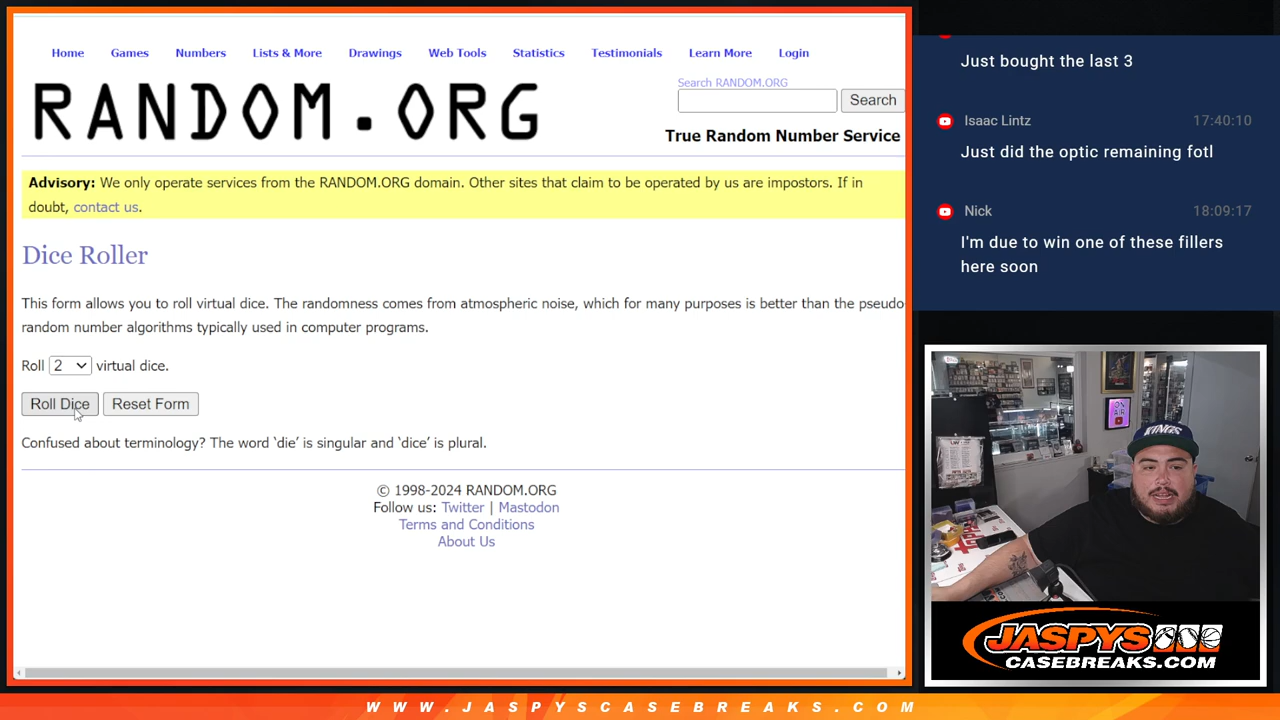 Home Games Numbers Lists & More Drawings Web Tools Statistics Testimonials Learn More Login
RANDOM.ORG
Search RANDOM.ORG
Search
True Random Number Service
Advisory: We only operate services from the RANDOM.ORG domain. Other sites that claim to be operated by us are impostors. If in
doubt, contact us.
Dice Roller
This form allows you to roll virtual dice. The randomness comes from atmospheric noise, which for many purposes is better than the pseudo-
random number algorithms typically used in computer programs.
Roll 2 virtual dice.
Roll Dice Reset Form
Confused about terminology? The word ‘die’ is singular and ‘dice’ is plural.
© 1998-2024 RANDOM.ORG
Follow us: Twitter | Mastodon
Terms and Conditions
About Us
Just bought the last 3
Isaac Lintz 17:40:10
Just did the optic remaining fotl
Nick 18:09:17
I'm due to win one of these fillers
here soon
ON
AIR
KINGS
JASPYS
CASEBREAKS.COM
WWW.JASPYSCASEBREAKS.COM